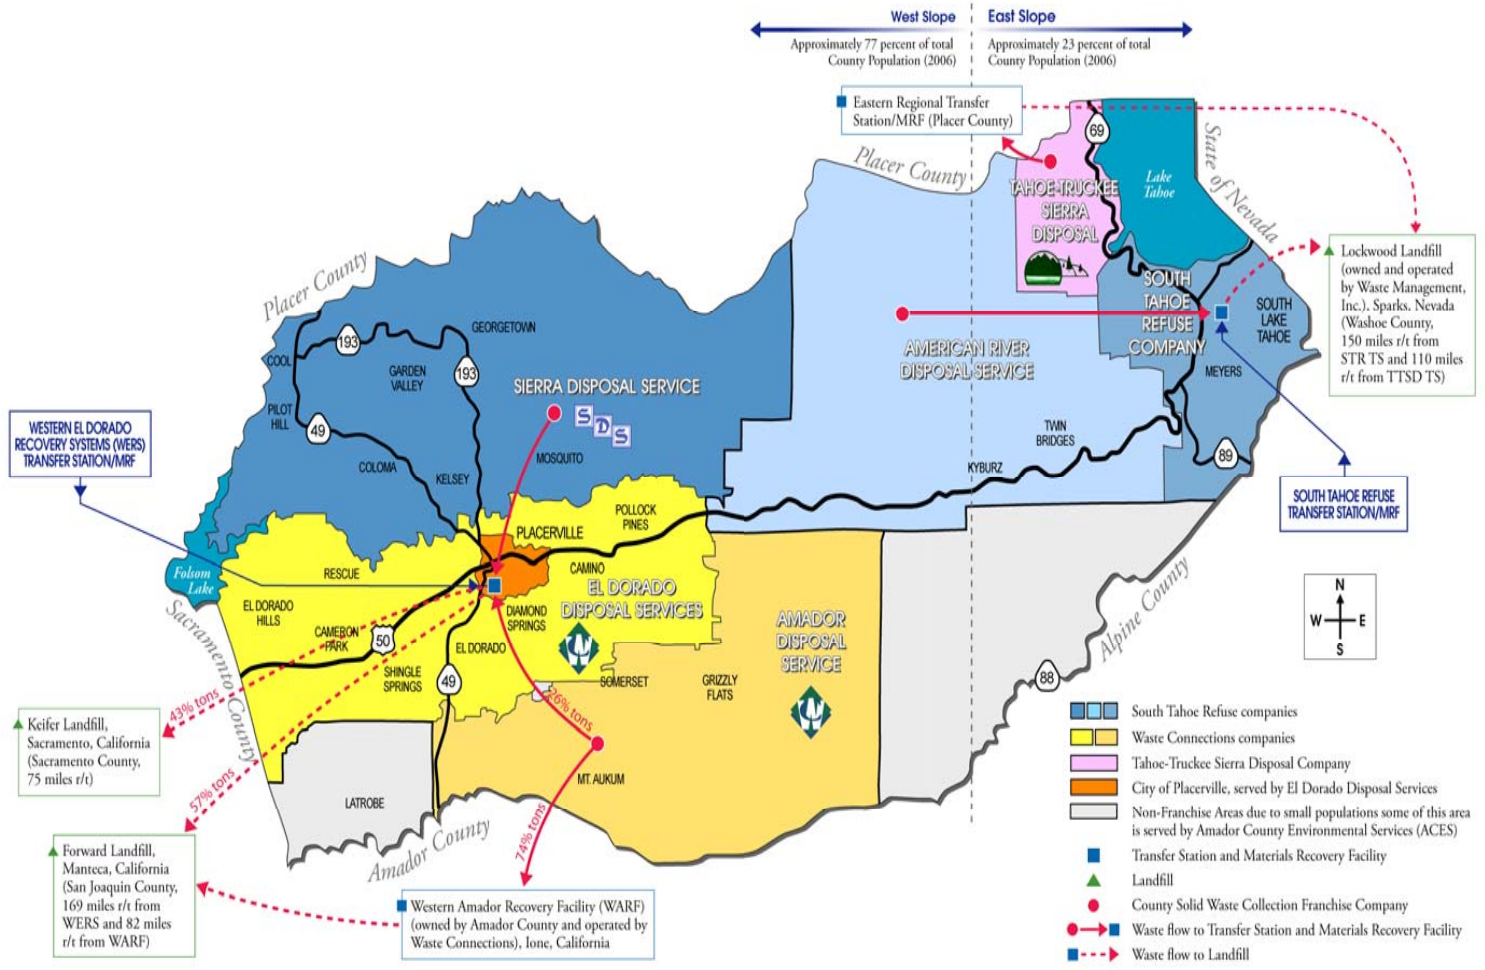 West Slope
East Slope
Approximately 77 percent of total
County Population (2006)
Approximately 23 percent of total
County Population (2006)
Eastern Regional Transfer
Station/MRF (Placer County)
69
Placer County
Lake
Tahoe
State of Nevada
TAHOE-TRUCKEE
SIERRA
DISPOSAL
Lockwood Landfill
(owned and operated
by Waste Management,
Inc.), Sparks, Nevada
(Washoe County,
150 miles r/t from
STR TS and 110 miles
r/t from TTSD TS)
SOUTH
TAHOE
REFUSE
COMPANY
SOUTH
LAKE
TAHOE
MEYERS
Placer County
GEORGETOWN
193
COOL
GARDEN
VALLEY
193
SIERRA DISPOSAL SERVICE
S D S
AMERICAN RIVER
DISPOSAL SERVICE
PILOT
HILL
49
COLOMA
KELSEY
MOSQUITO
TWIN
BRIDGES
KYBURZ
89
WESTERN EL DORADO
RECOVERY SYSTEMS (WERS)
TRANSFER STATION/MRF
SOUTH TAHOE REFUSE
TRANSFER STATION/MRF
POLLOCK
PINES
PLACERVILLE
Folsom
Lake
RESCUE
CAMINO
EL DORADO
DISPOSAL SERVICES
EL DORADO
HILLS
DIAMOND
SPRINGS
CAMERON
PARK
50
EL DORADO
SHINGLE
SPRINGS
49
SOMERSET
GRIZZLY
FLATS
AMADOR
DISPOSAL
SERVICE
Sacramento County
Alpine County
88
N
W E
S
43% tons
26% tons
57% tons
74% tons
MT. AUKUM
LATROBE
Amador County
Keifer Landfill,
Sacramento, California
(Sacramento County,
75 miles r/t)
Forward Landfill,
Manteca, California
(San Joaquin County,
169 miles r/t from
WERS and 82 miles
r/t from WARF)
Western Amador Recovery Facility (WARF)
(owned by Amador County and operated by
Waste Connections), Ione, California
South Tahoe Refuse companies
Waste Connections companies
Tahoe-Truckee Sierra Disposal Company
City of Placerville, served by El Dorado Disposal Services
Non-Franchise Areas due to small populations some of this area
is served by Amador County Environmental Services (ACES)
Transfer Station and Materials Recovery Facility
Landfill
County Solid Waste Collection Franchise Company
Waste flow to Transfer Station and Materials Recovery Facility
Waste flow to Landfill